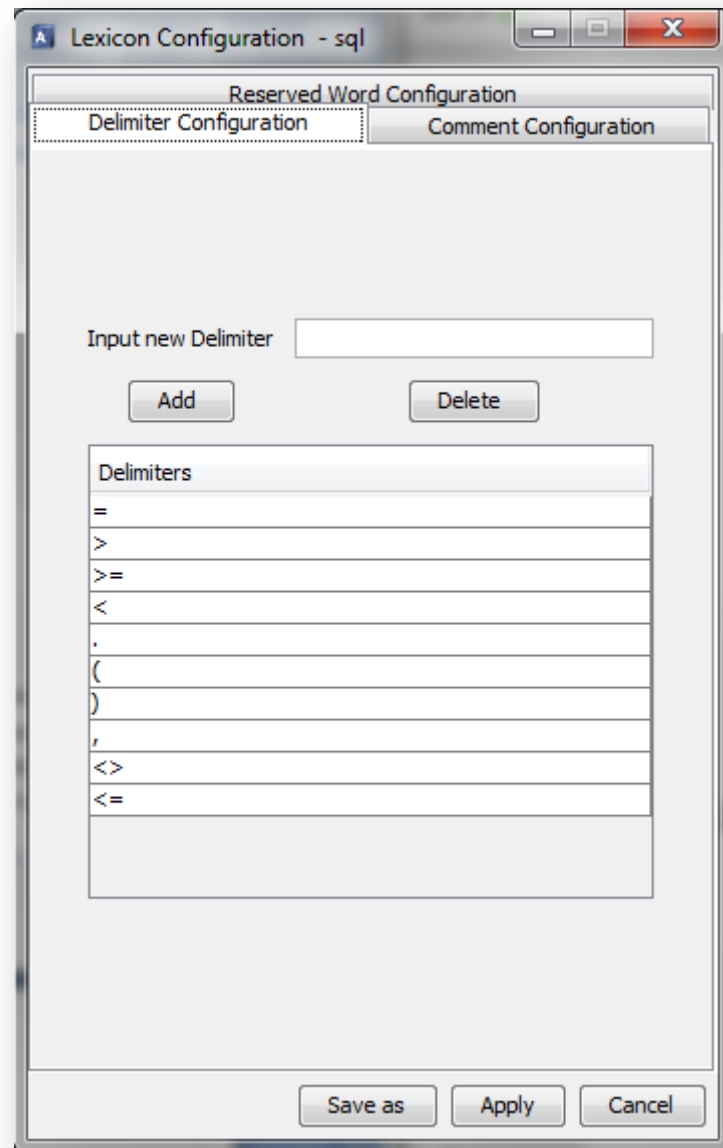 A Lexicon Configuration - sql
Reserved Word Configuration
Delimiter Configuration Comment Configuration
Input new Delimiter
Add Delete
Delimiters
=
>
>=
<
.
(
)
,
<>
<=
Save as Apply Cancel